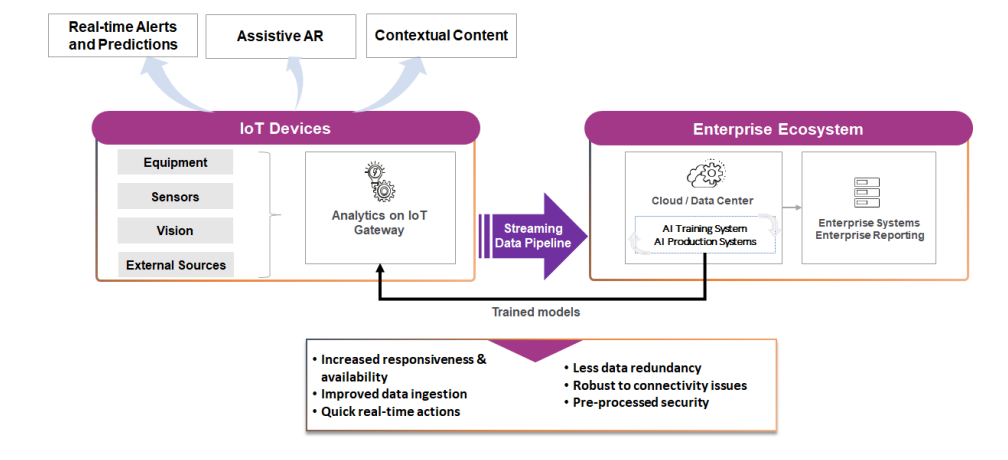 Real-time Alerts
and Predictions
Assistive AR
Contextual Content
IoT Devices
Equipment
Sensors
Vision
External Sources
Analytics on IoT
Gateway
Streaming
Data Pipeline
Enterprise Ecosystem
Cloud / Data Center
AI Training System
AI Production Systems
Enterprise Systems
Enterprise Reporting
Trained models
• Increased responsiveness &
availability
• Improved data ingestion
• Quick real-time actions
• Less data redundancy
• Robust to connectivity issues
• Pre-processed security